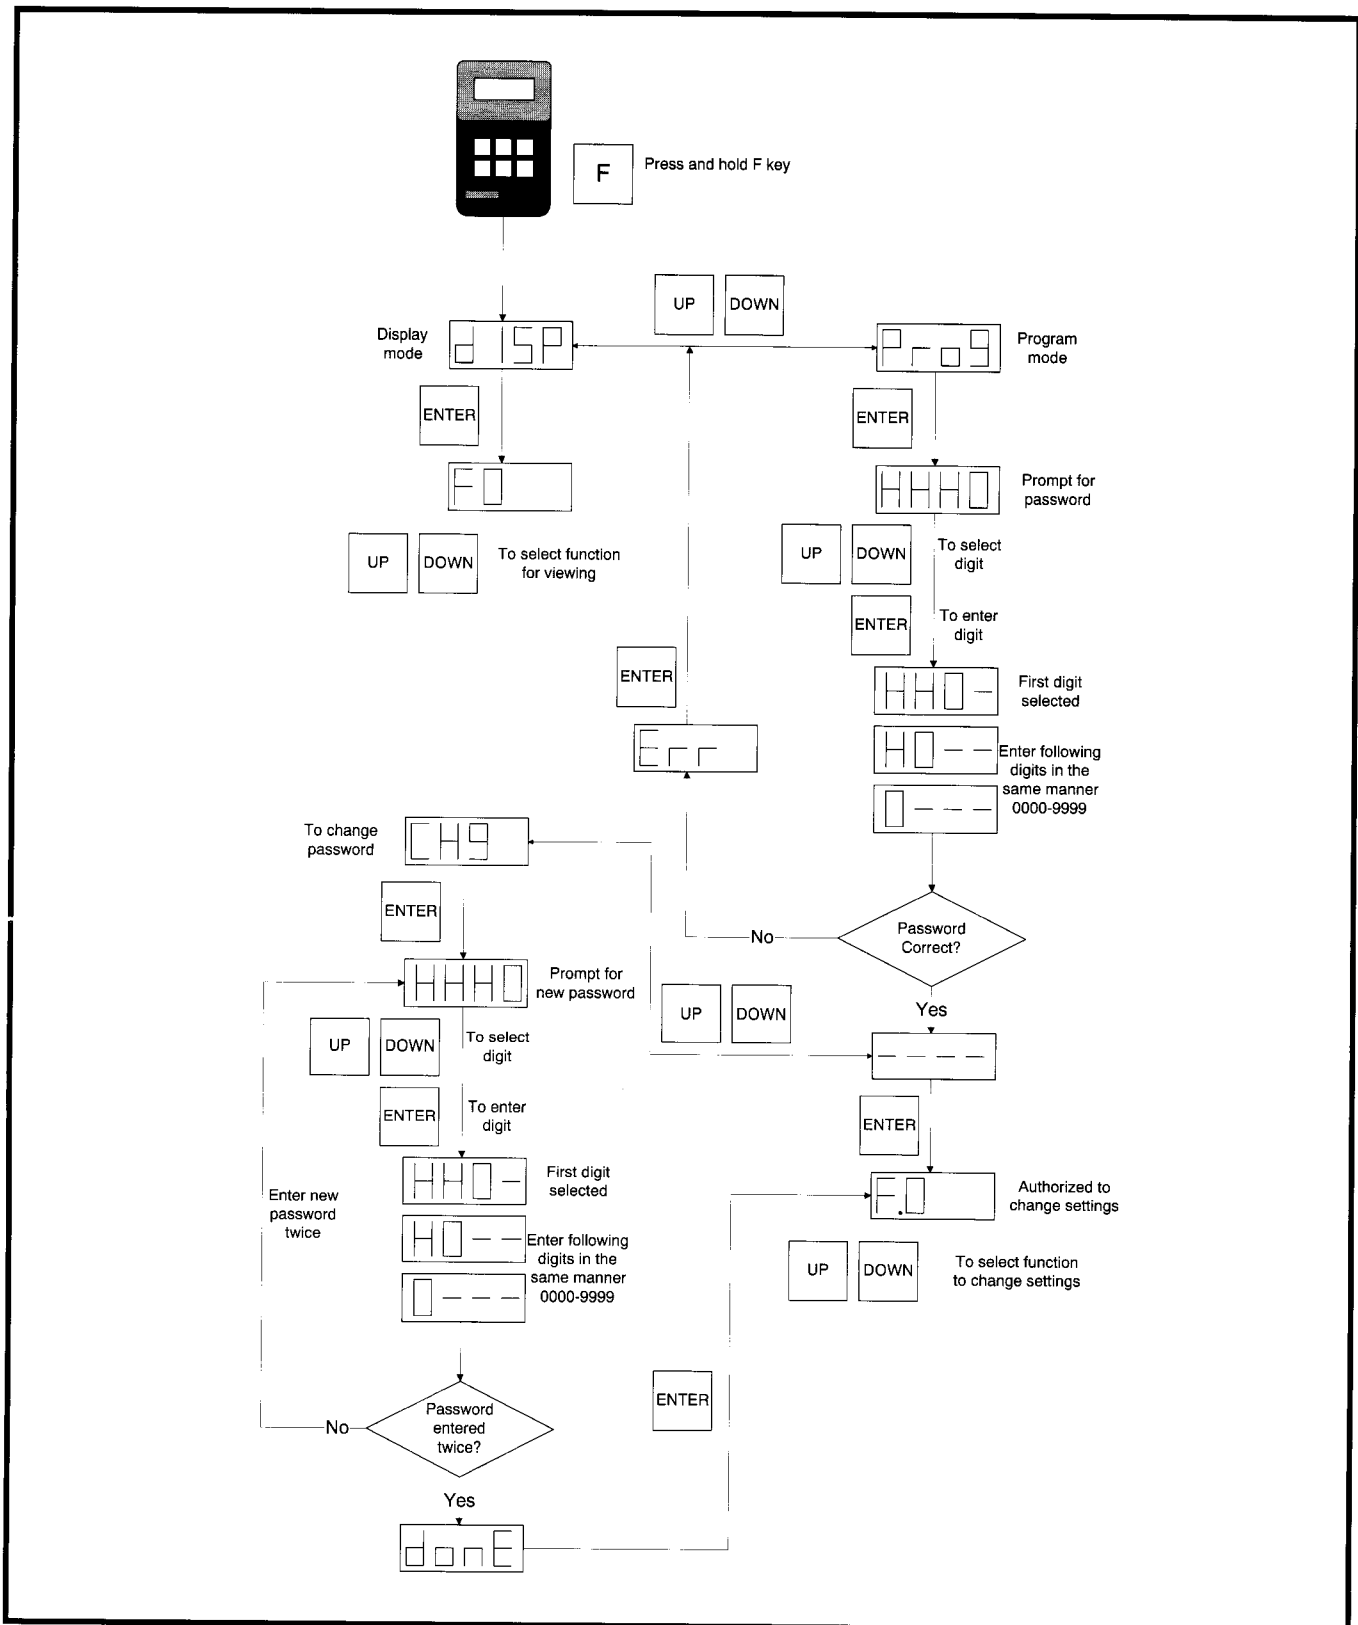 F
Press and hold F key
UP
DOWN
Display
mode
dISP
Prog
Program
mode
ENTER
ENTER
F0
HHH0
Prompt for
password
UP
DOWN
To select function
for viewing
UP
DOWN
To select
digit
ENTER
To enter
digit
ENTER
HH0-
First digit
selected
Err
H0--
0---
Enter following
digits in the
same manner
0000-9999
To change
password
CHg
ENTER
Password
Correct?
No
HHH0
Prompt for
new password
Yes
UP
DOWN
UP
DOWN
To select
digit
----
ENTER
To enter
digit
ENTER
HH0-
First digit
selected
F.0
Authorized to
change settings
Enter new
password
twice
H0--
0---
Enter following
digits in the
same manner
0000-9999
UP
DOWN
To select function
to change settings
ENTER
Password
entered
twice?
No
Yes
donE